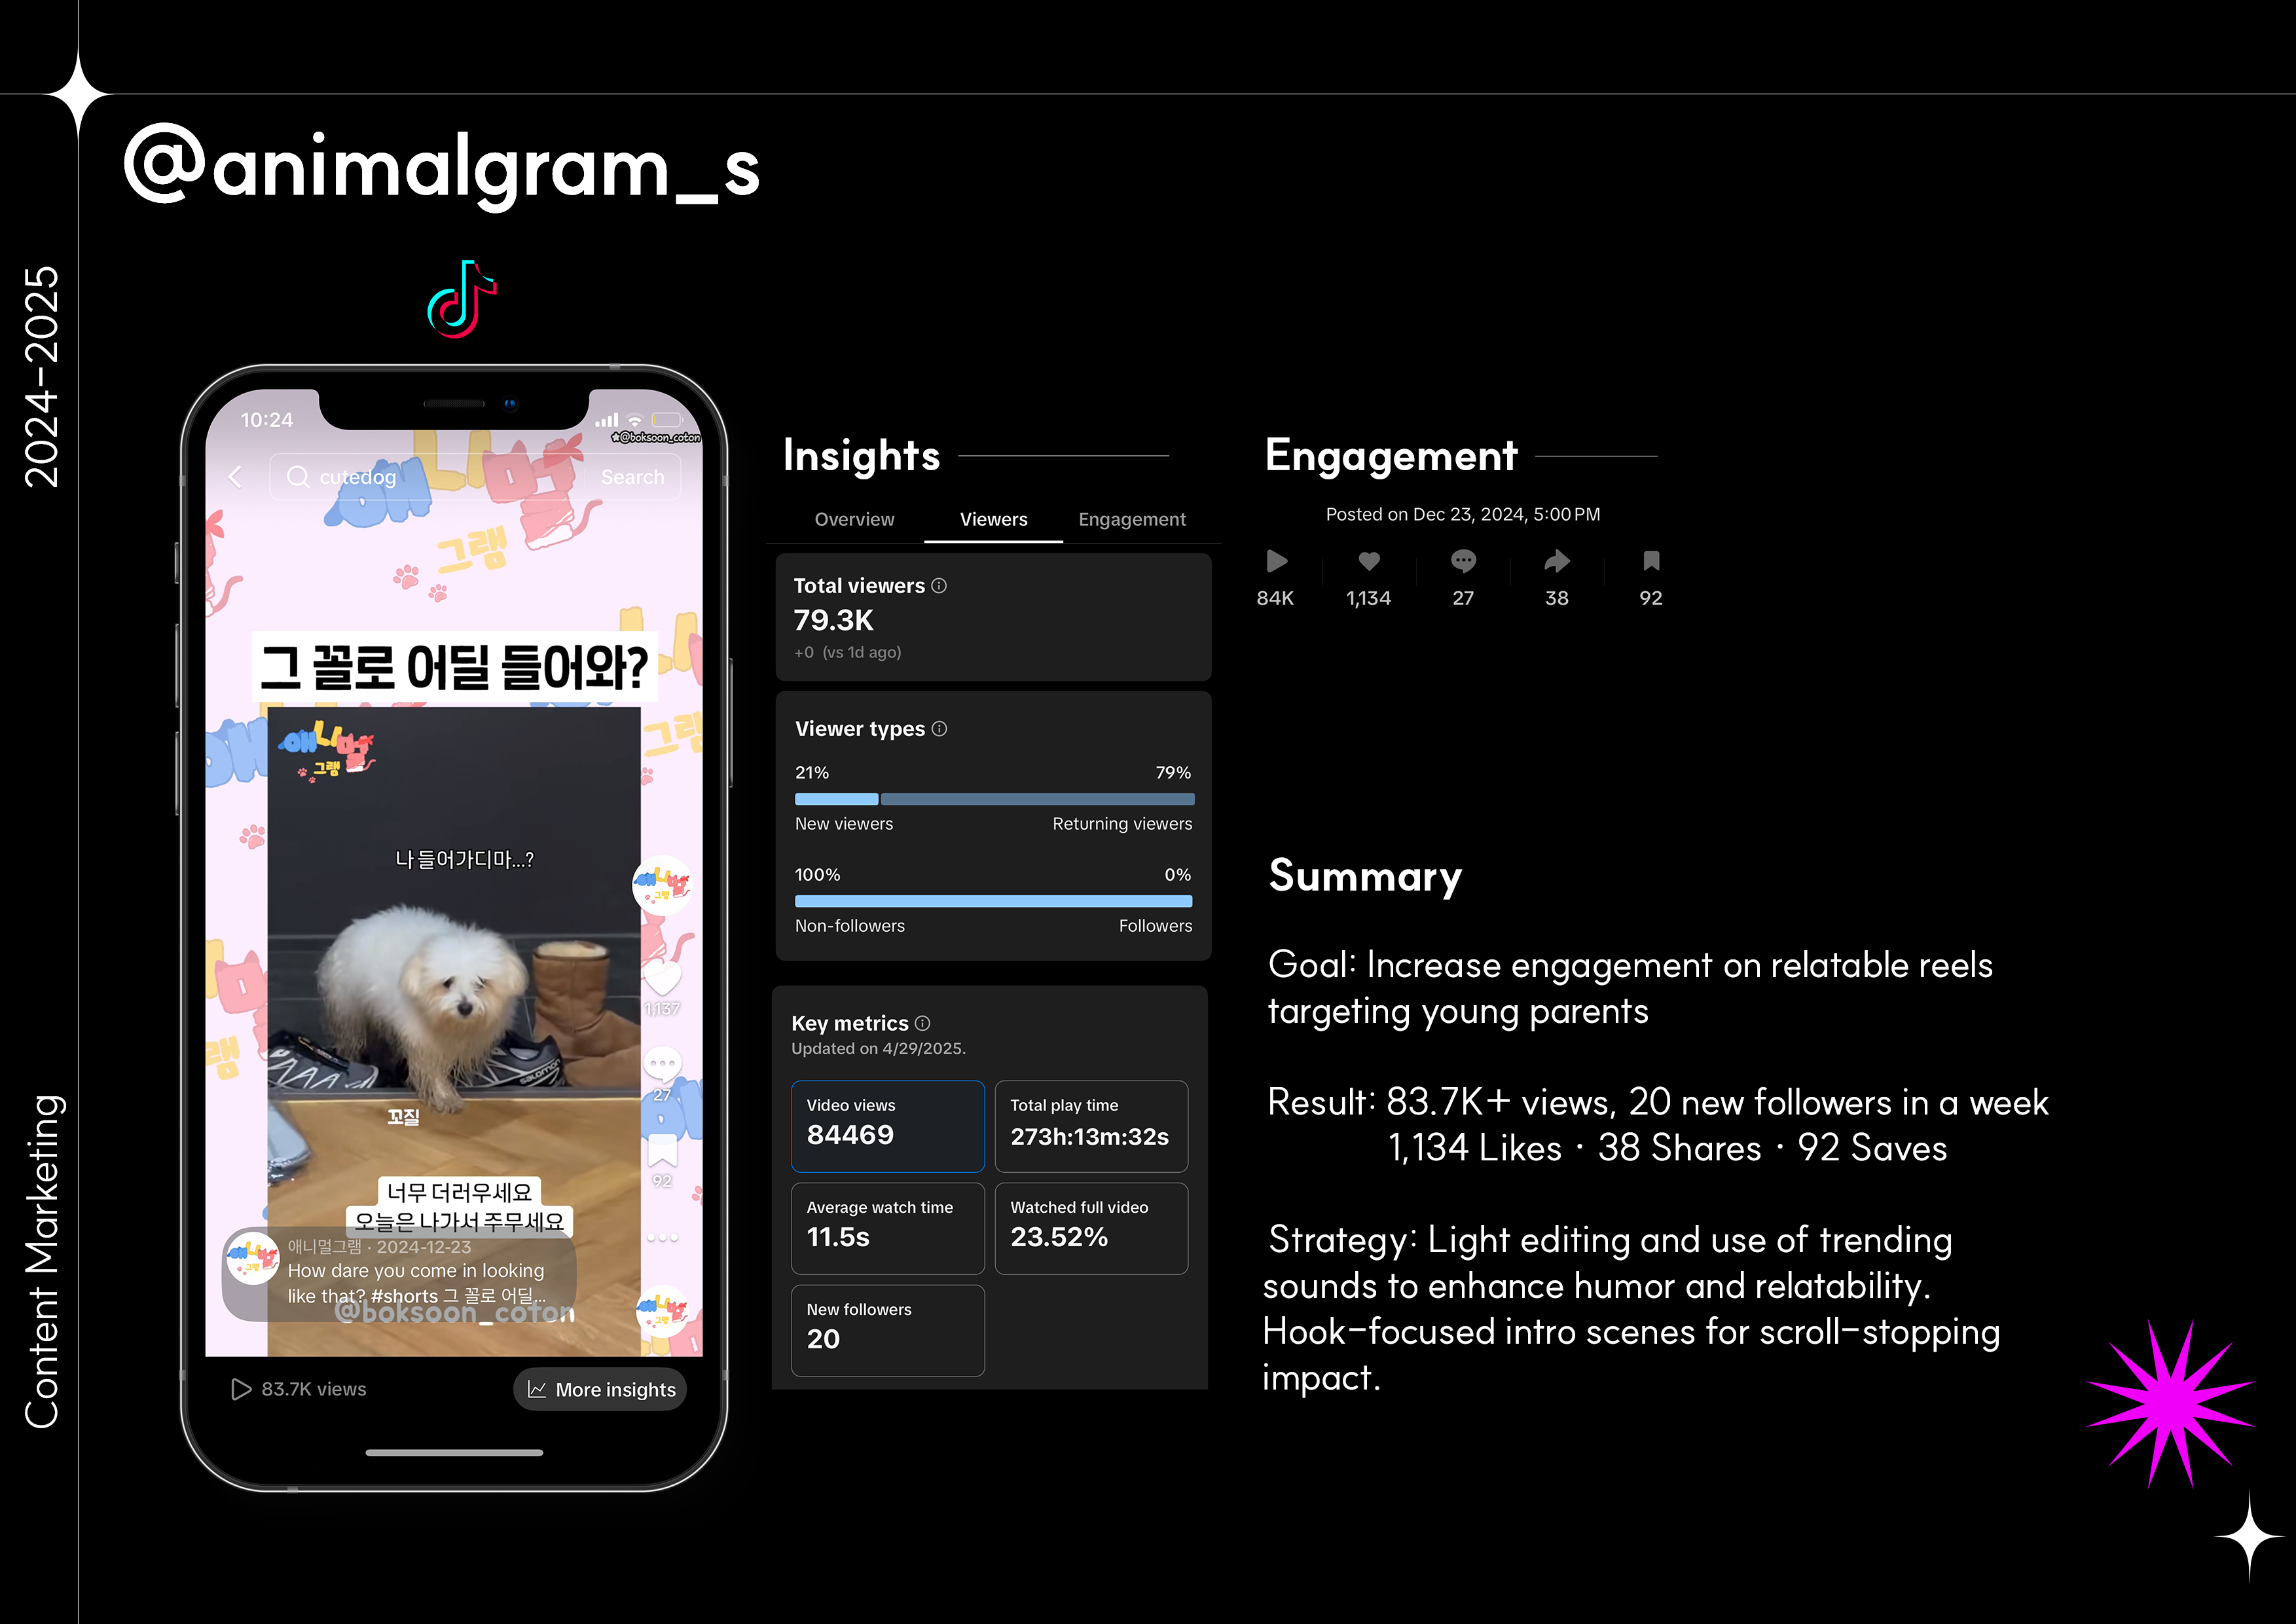 @animalgram_s
2024-2025
Content Marketing
10:24
★@boksoon_coton
cutedog
Search
애니멀
그램
그 꼴로 어딜 들어와?
애니멀
그램
나 들어가디마...?
1,137
salomon
27
꼬질
92
너무 더러우세요
오늘은 나가서 주무세요
애니멀그램 · 2024-12-23
How dare you come in looking
like that? #shorts 그 꼴로 어딜...
@boksoon_coton
83.7K views
More insights
Insights
Overview Viewers Engagement
Total viewers
79.3K
+0 (vs 1d ago)
Viewer types
21% 79%
New viewers Returning viewers
100% 0%
Non-followers Followers
Key metrics
Updated on 4/29/2025.
Video views Total play time
84469 273h:13m:32s
Average watch time Watched full video
11.5s 23.52%
New followers
20
Engagement
Posted on Dec 23, 2024, 5:00 PM
84K 1,134 27 38 92
Summary
Goal: Increase engagement on relatable reels
targeting young parents
Result: 83.7K+ views, 20 new followers in a week
1,134 Likes · 38 Shares · 92 Saves
Strategy: Light editing and use of trending
sounds to enhance humor and relatability.
Hook-focused intro scenes for scroll-stopping
impact.